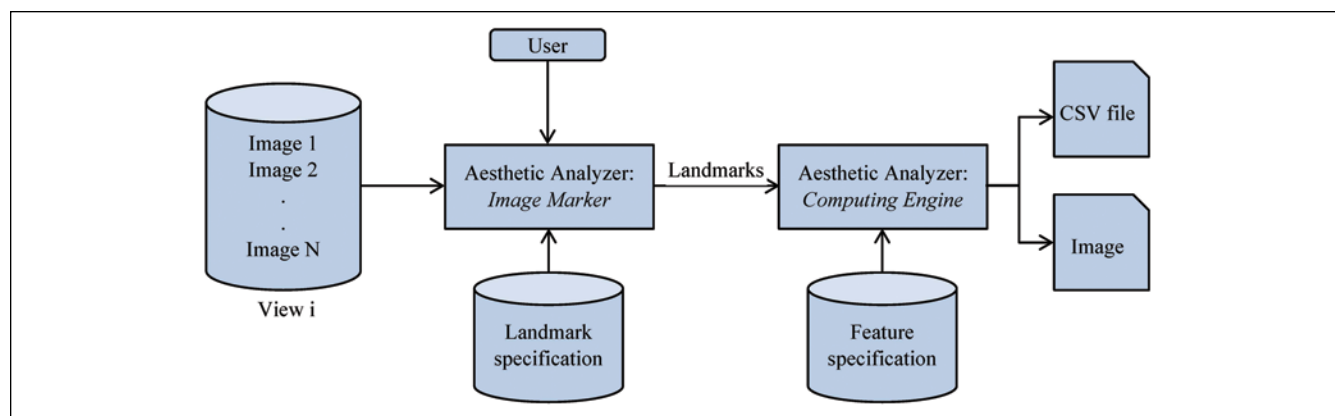 User
Image 1
Image 2
.
.
Image N
View i
Aesthetic Analyzer:
Image Marker
Landmarks
Aesthetic Analyzer:
Computing Engine
CSV file
Image
Landmark
specification
Feature
specification